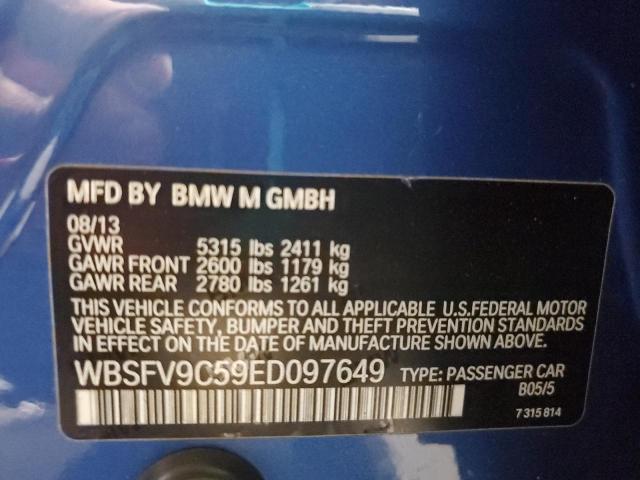 MFD BY BMW M GMBH
08/13
GVWR 5315 lbs 2411 kg
GAWR FRONT 2600 lbs 1179 kg
GAWR REAR 2780 lbs 1261 kg
THIS VEHICLE CONFORMS TO ALL APPLICABLE U.S.FEDERAL MOTOR
VEHICLE SAFETY, BUMPER AND THEFT PREVENTION STANDARDS
IN EFFECT ON THE DATE OF MANUFACTURE SHOWN ABOVE.
WBSFV9C59ED097649 TYPE: PASSENGER CAR
B05/5
7 315 814